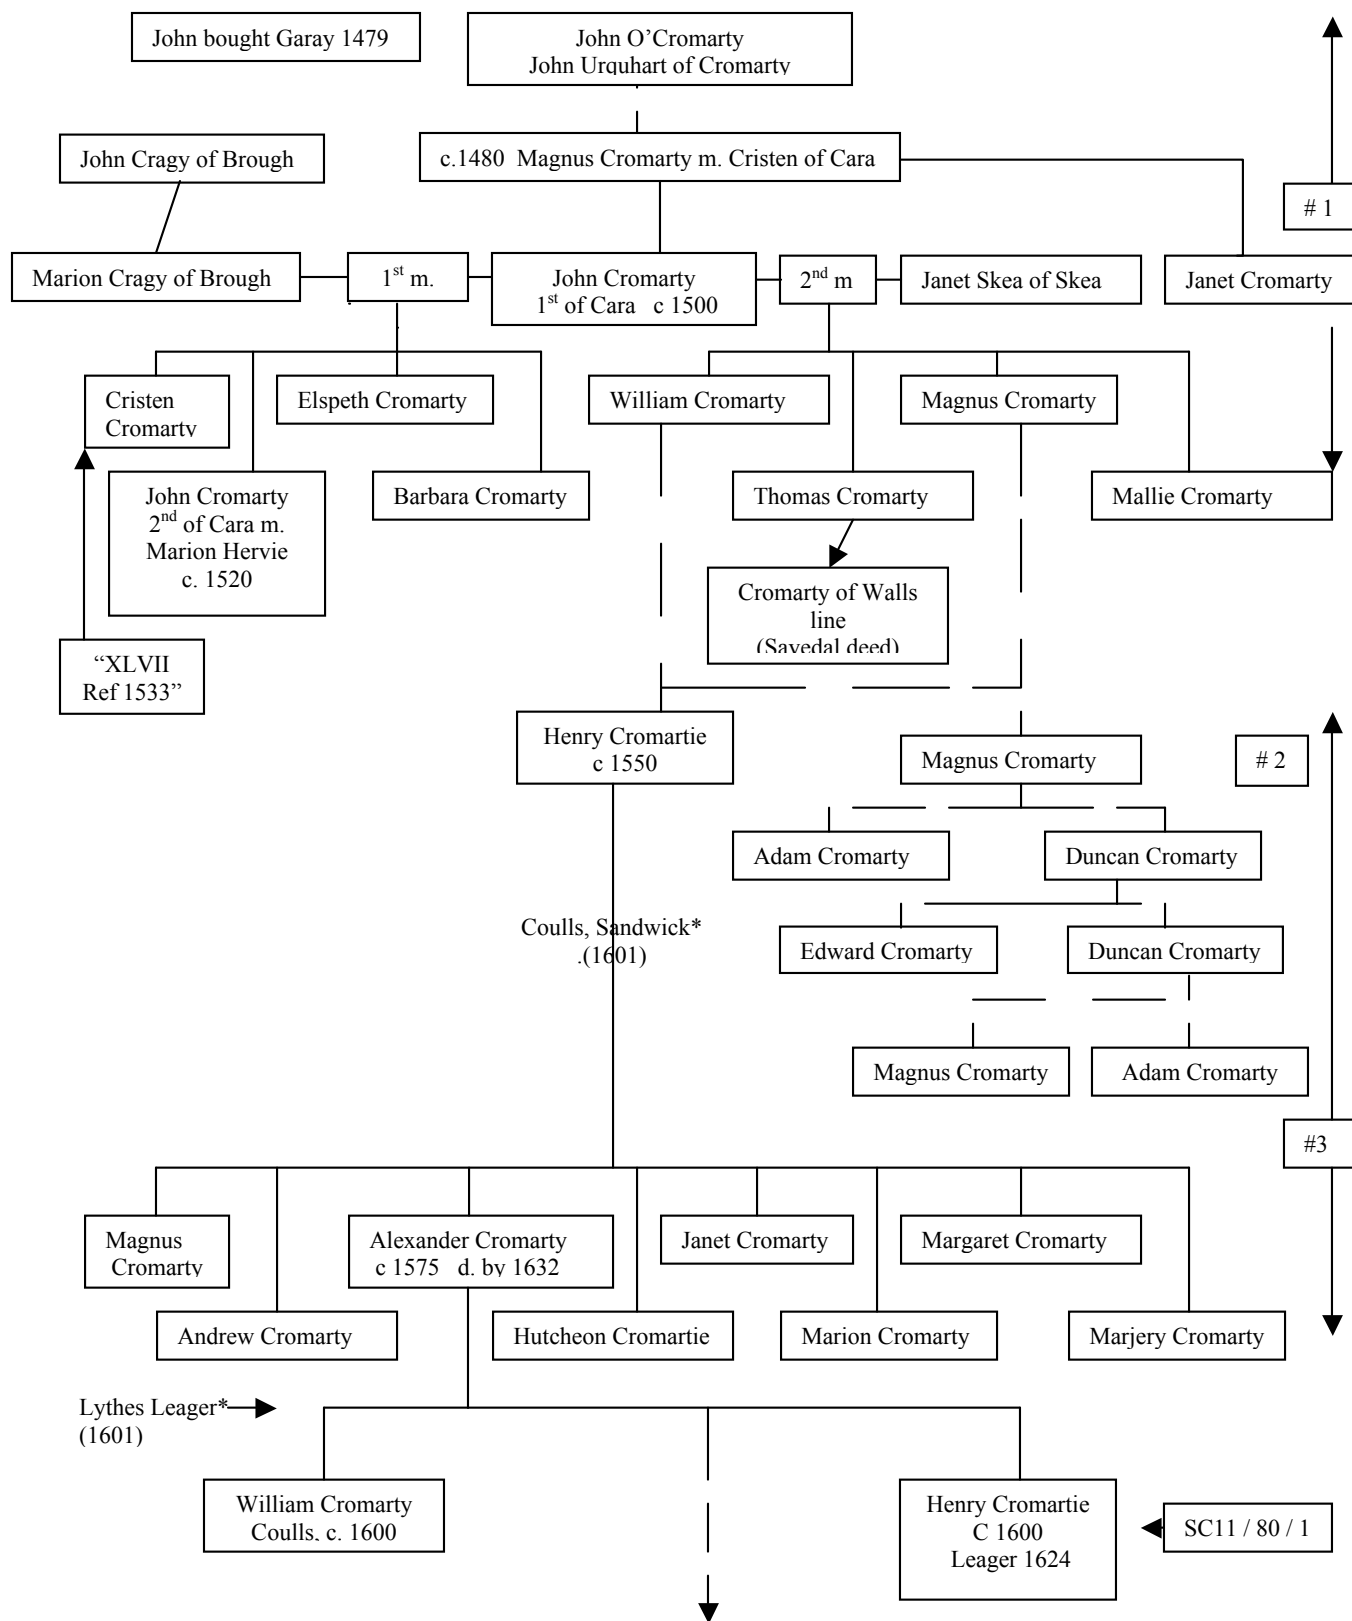 John bought Garay 1479
John O’Cromarty
John Urquhart of Cromarty
John Cragy of Brough
c.1480 Magnus Cromarty m. Cristen of Cara
# 1
Marion Cragy of Brough
1st m.
John Cromarty
1st of Cara c 1500
2nd m
Janet Skea of Skea
Janet Cromarty
Cristen
Cromarty
Elspeth Cromarty
William Cromarty
Magnus Cromarty
John Cromarty
2nd of Cara m.
Marion Hervie
c. 1520
Barbara Cromarty
Thomas Cromarty
Mallie Cromarty
Cromarty of Walls
line
(Savedal deed)
“XLVII
Ref 1533”
Henry Cromartie
c 1550
Magnus Cromarty
# 2
Adam Cromarty
Duncan Cromarty
Coulls, Sandwick*
.(1601)
Edward Cromarty
Duncan Cromarty
Magnus Cromarty
Adam Cromarty
#3
Magnus
Cromarty
Alexander Cromarty
c 1575 d. by 1632
Janet Cromarty
Margaret Cromarty
Andrew Cromarty
Hutcheon Cromartie
Marion Cromarty
Marjery Cromarty
Lythes Leager*
(1601)
William Cromarty
Coulls, c. 1600
Henry Cromartie
C 1600
Leager 1624
SC11 / 80 / 1